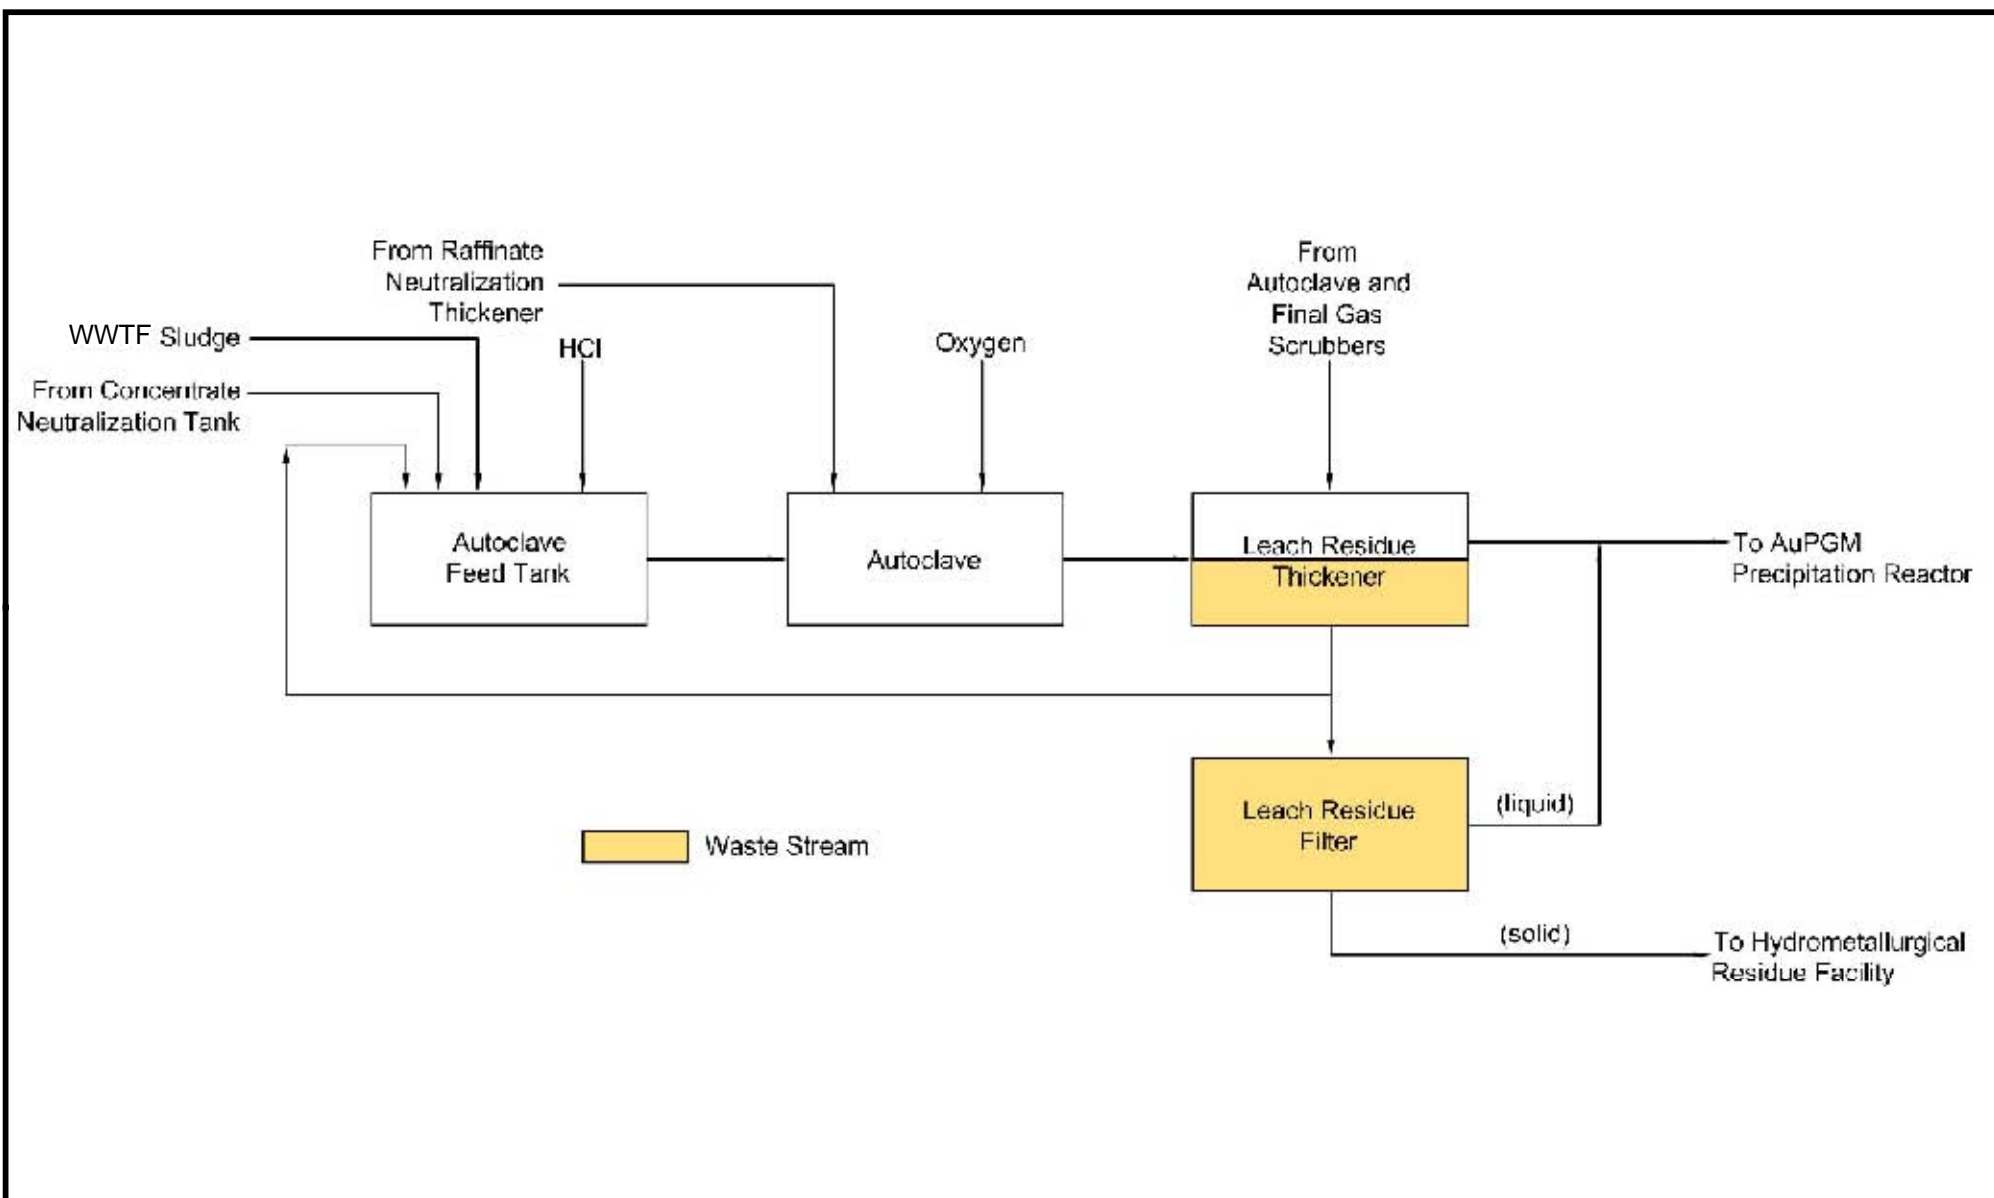 From Raffinate
Neutralization
Thickener
WWTF Sludge
HCl
From Concentrate
Neutralization Tank
Oxygen
From
Autoclave and
Final Gas
Scrubbers
Autoclave
Feed Tank
Autoclave
Leach Residue
Thickener
To AuPGM
Precipitation Reactor
Leach Residue
Filter
(liquid)
Waste Stream
(solid)
To Hydrometallurgical
Residue Facility